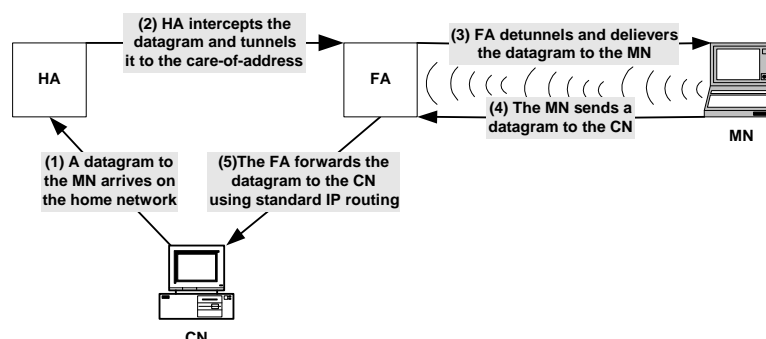 (2) HA intercepts the
datagram and tunnels
it to the care-of-address
(3) FA detunnels and delievers
the datagram to the MN
HA
FA
(4) The MN sends a
datagram to the CN
MN
(1) A datagram to
the MN arrives on
the home network
(5)The FA forwards the
datagram to the CN
using standard IP routing
CN